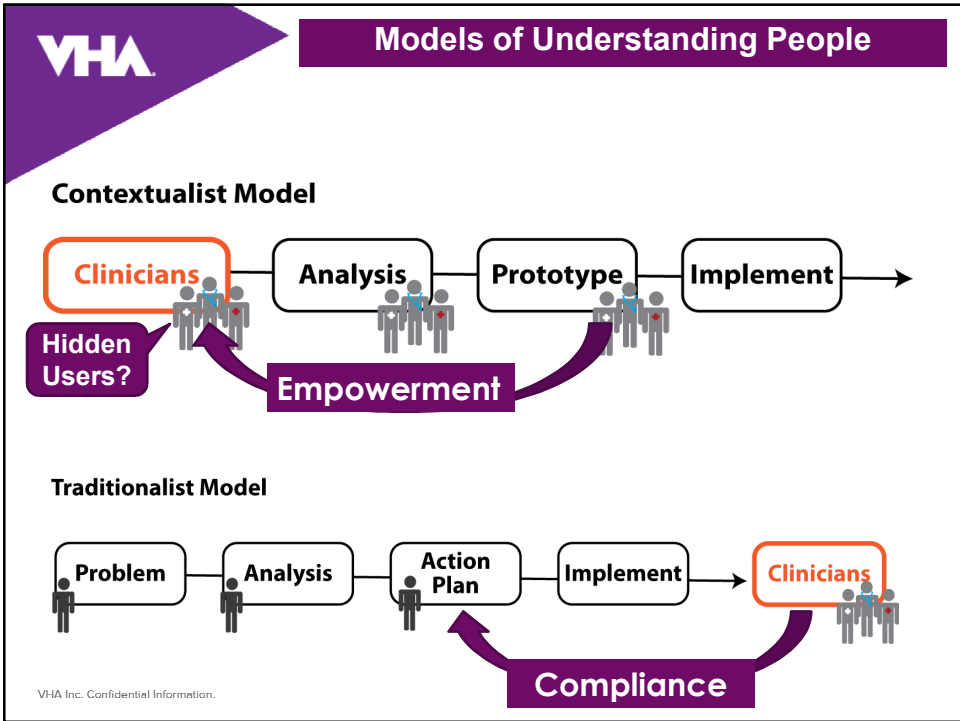 VHA.
Models of Understanding People
Contextualist Model
Clinicians
Analysis
Prototype
Implement
Hidden
Users?
Empowerment
Traditionalist Model
Problem
Analysis
Action
Plan
Implement
Clinicians
Compliance
VHA Inc. Confidential Information.